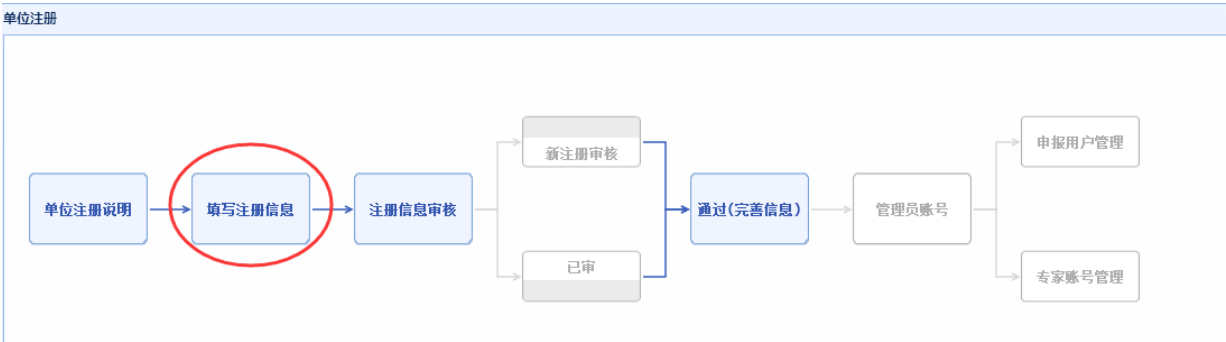 单位注册
单位注册说明
填写注册信息
注册信息审核
新注册审核
已审
通过(完善信息)
管理员账号
申报用户管理
专家账号管理